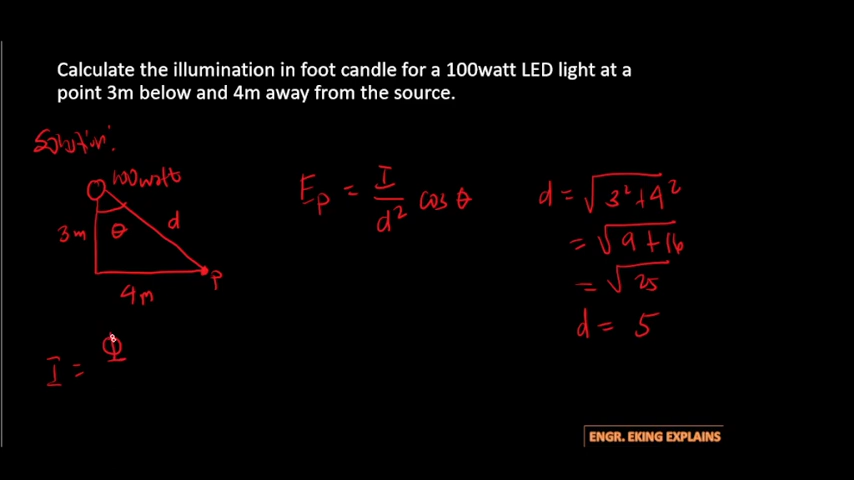 Calculate the illumination in foot candle for a 100watt LED light at a
point 3m below and 4m away from the source.
Solution:
100watt
3m
θ
d
P
4m
E_P = I/d² cos θ
d = √(3² + 4²)
= √(9 + 16)
= √25
d = 5
I = Φ
ENGR. EKING EXPLAINS